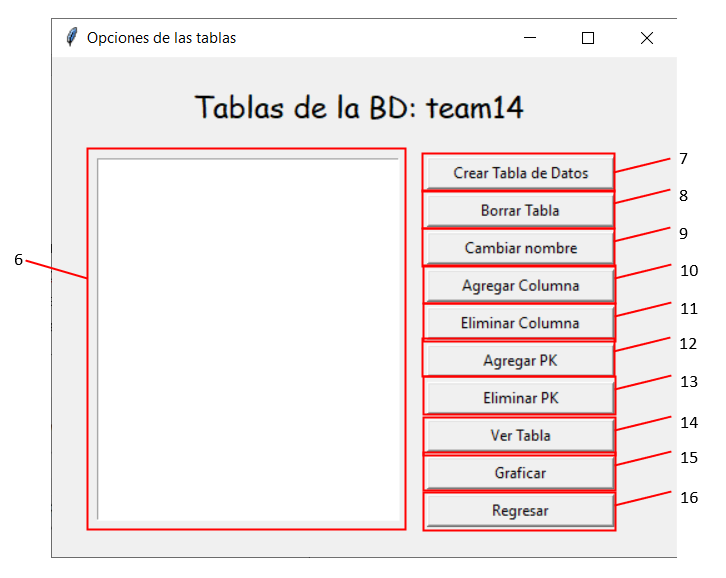 Opciones de las tablas
Tablas de la BD: team14
6
Crear Tabla de Datos 7
Borrar Tabla 8
Cambiar nombre 9
Agregar Columna 10
Eliminar Columna 11
Agregar PK 12
Eliminar PK 13
Ver Tabla 14
Graficar 15
Regresar 16